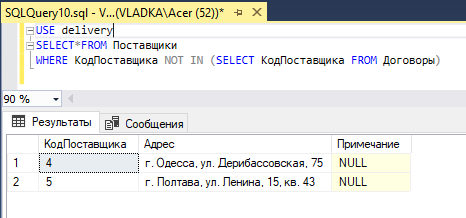 SQLQuery10.sql - V...(VLADKA\Acer (52))*
USE delivery
SELECT*FROM Поставщики
WHERE КодПоставщика NOT IN (SELECT КодПоставщика FROM Договоры)
90 %
Результаты Сообщения
КодПоставщика Адрес Примечание
1 4 г. Одесса, ул. Дерибассовская, 75 NULL
2 5 г. Полтава, ул. Ленина, 15, кв. 43 NULL